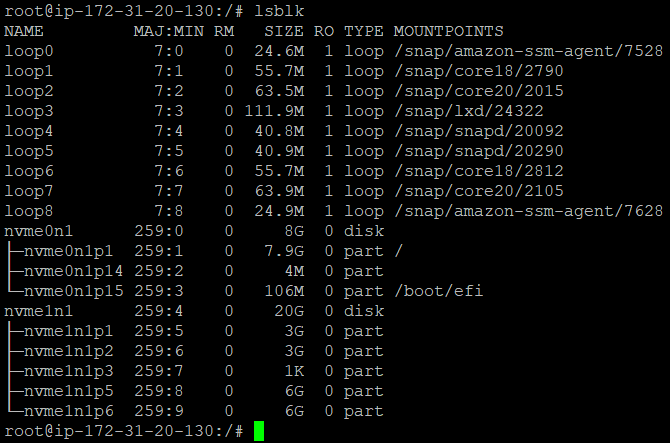 root@ip-172-31-20-130:/# lsblk
NAME         MAJ:MIN RM   SIZE RO TYPE MOUNTPOINTS
loop0          7:0    0  24.6M  1 loop /snap/amazon-ssm-agent/7528
loop1          7:1    0  55.7M  1 loop /snap/core18/2790
loop2          7:2    0  63.5M  1 loop /snap/core20/2015
loop3          7:3    0 111.9M  1 loop /snap/lxd/24322
loop4          7:4    0  40.8M  1 loop /snap/snapd/20092
loop5          7:5    0  40.9M  1 loop /snap/snapd/20290
loop6          7:6    0  55.7M  1 loop /snap/core18/2812
loop7          7:7    0  63.9M  1 loop /snap/core20/2105
loop8          7:8    0  24.9M  1 loop /snap/amazon-ssm-agent/7628
nvme0n1      259:0    0     8G  0 disk
├─nvme0n1p1  259:1    0   7.9G  0 part /
├─nvme0n1p14 259:2    0     4M  0 part
└─nvme0n1p15 259:3    0   106M  0 part /boot/efi
nvme1n1      259:4    0    20G  0 disk
├─nvme1n1p1  259:5    0     3G  0 part
├─nvme1n1p2  259:6    0     3G  0 part
├─nvme1n1p3  259:7    0     1K  0 part
├─nvme1n1p5  259:8    0     6G  0 part
└─nvme1n1p6  259:9    0     6G  0 part
root@ip-172-31-20-130:/#